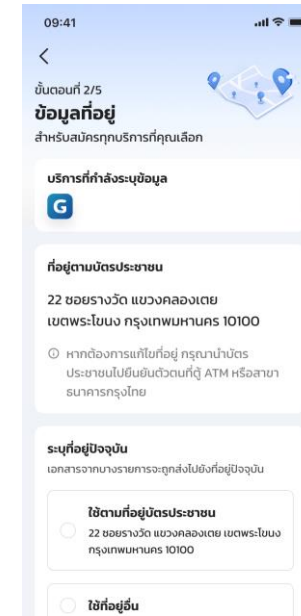 09:41
ขั้นตอนที่ 2/5
ข้อมูลที่อยู่
สำหรับสมัครทุกบริการที่คุณเลือก
บริการที่กำลังระบุข้อมูล
G
ที่อยู่ตามบัตรประชาชน
22 ซอยรางวัด แขวงคลองเตย
เขตพระโขนง กรุงเทพมหานคร 10100
หากต้องการแก้ไขที่อยู่ กรุณานำบัตร
ประชาชนไปยืนยันตัวตนที่ตู้ ATM หรือสาขา
ธนาคารกรุงไทย
ระบุที่อยู่ปัจจุบัน
เอกสารจากบางรายการจะถูกส่งไปยังที่อยู่ปัจจุบัน
ใช้ตามที่อยู่บัตรประชาชน
22 ซอยรางวัด แขวงคลองเตย เขตพระโขนง
กรุงเทพมหานคร 10100
ใช้ที่อยู่อื่น